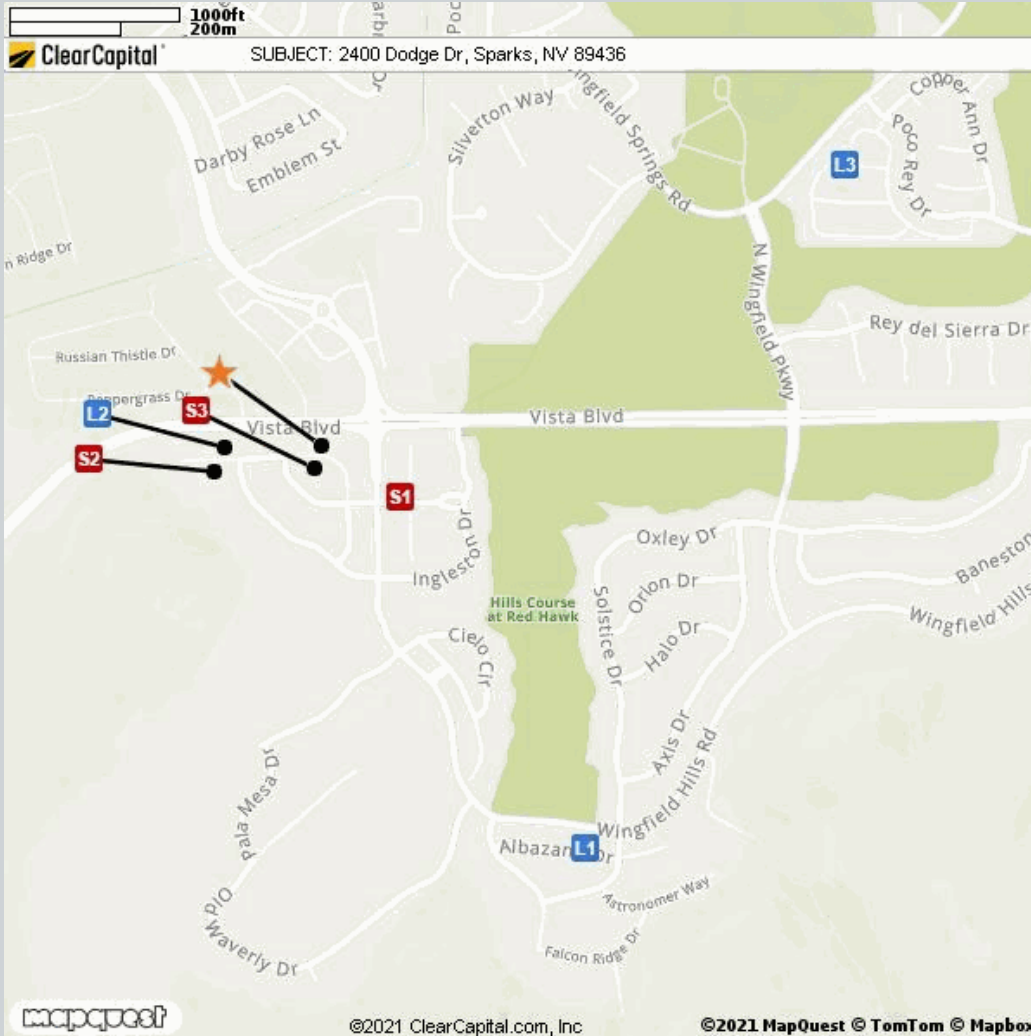 1000ft
200m
ClearCapital
SUBJECT: 2400 Dodge Dr, Sparks, NV 89436
Darby Rose Ln
Emblem St
Silverton Way
Wingfield Springs Rd
Copper Ann Dr
Poco Rey Dr
L3
n Ridge Dr
N Wingfield Pkwy
Rey del Sierra Dr
Russian Thistle Dr
Peppergrass Dr
L2
S3
Vista Blvd
Vista Blvd
S2
S1
Ingleston Dr
Oxley Dr
Orlon Dr
Baneston
Hills Course
at Red Hawk
Solstice Dr
Halo Dr
Wingfield Hills
Cielo Cir
Axis Dr
Wingfield Hills Rd
Pala Mesa Dr
Albazan
L1
Dr
Astronomer Way
Pio
Waverly Dr
Falcon Ridge Dr
mapquest
©2021 ClearCapital.com, Inc
©2021 MapQuest © TomTom © Mapbox